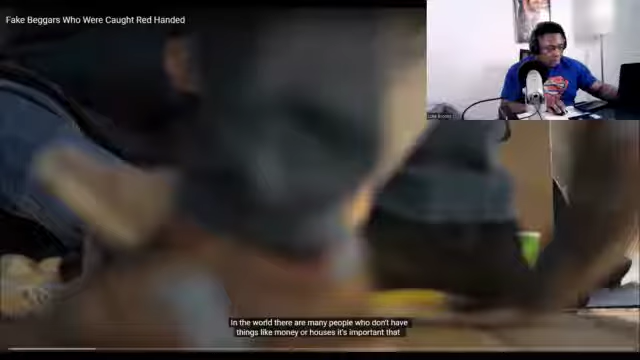 Fake Beggars Who Were Caught Red Handed
In the world there are many people who don't have
things like money or houses it's important that